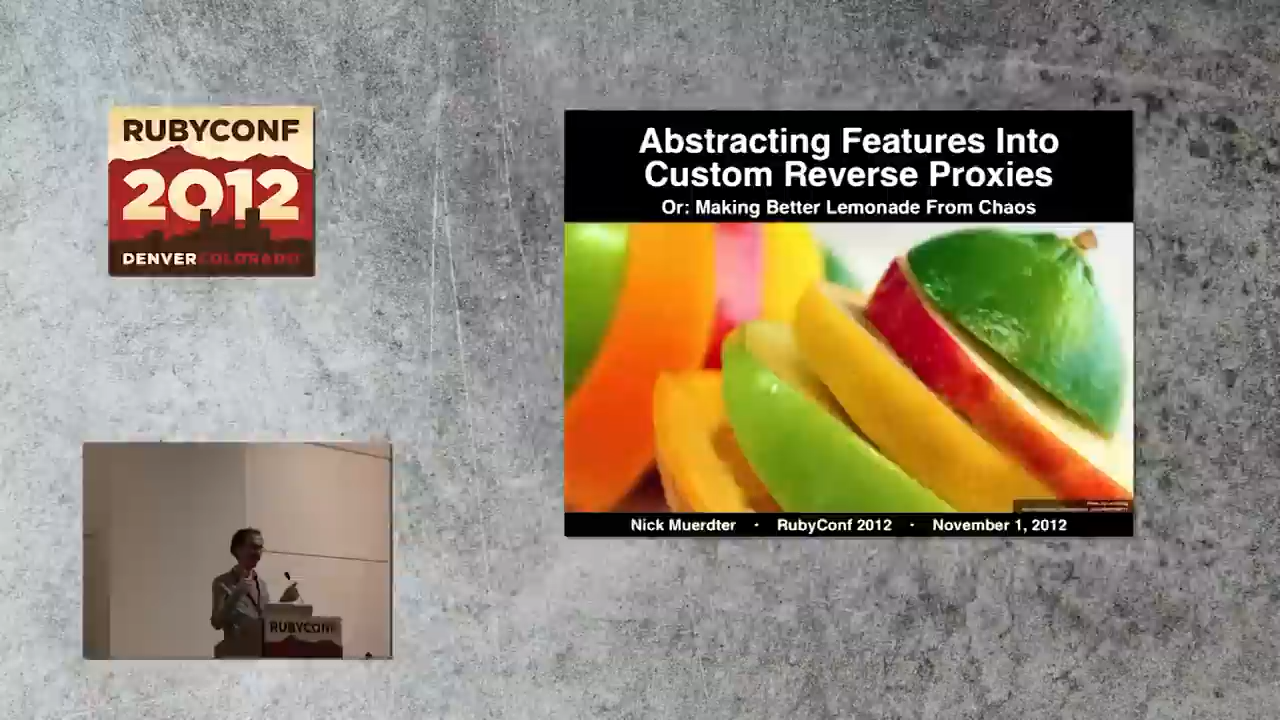 RUBYCONF
2012
DENVER COLORADO
Abstracting Features Into
Custom Reverse Proxies
Or: Making Better Lemonade From Chaos
Nick Muerdter · RubyConf 2012 · November 1, 2012
RUBYCONF